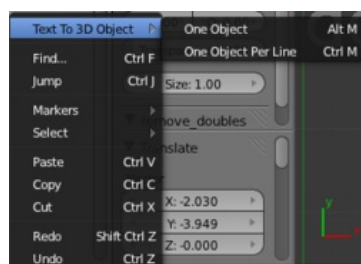 Text To 3D Object
One Object Alt M
One Object Per Line Ctrl M
Find... Ctrl F
Jump Ctrl J
Size: 1.00
Markers
remove_doubles
Select
Translate
Paste Ctrl V
Copy Ctrl C
Cut Ctrl X
X: -2.030
Y: -3.949
Z: -0.000
Redo Shift Ctrl Z
Undo Ctrl Z
y